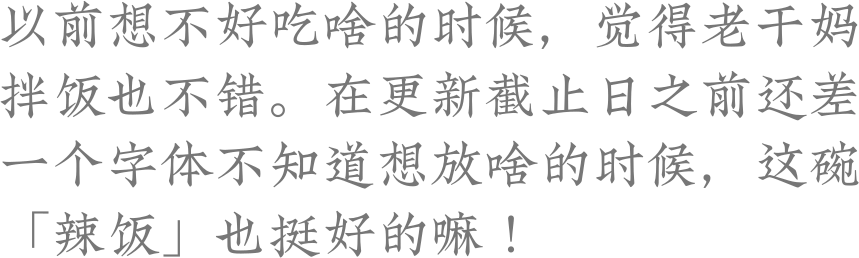 以前想不好吃啥的时候，觉得老干妈
拌饭也不错。在更新截止日之前还差
一个字体不知道想放啥的时候，这碗
「辣饭」也挺好的嘛！